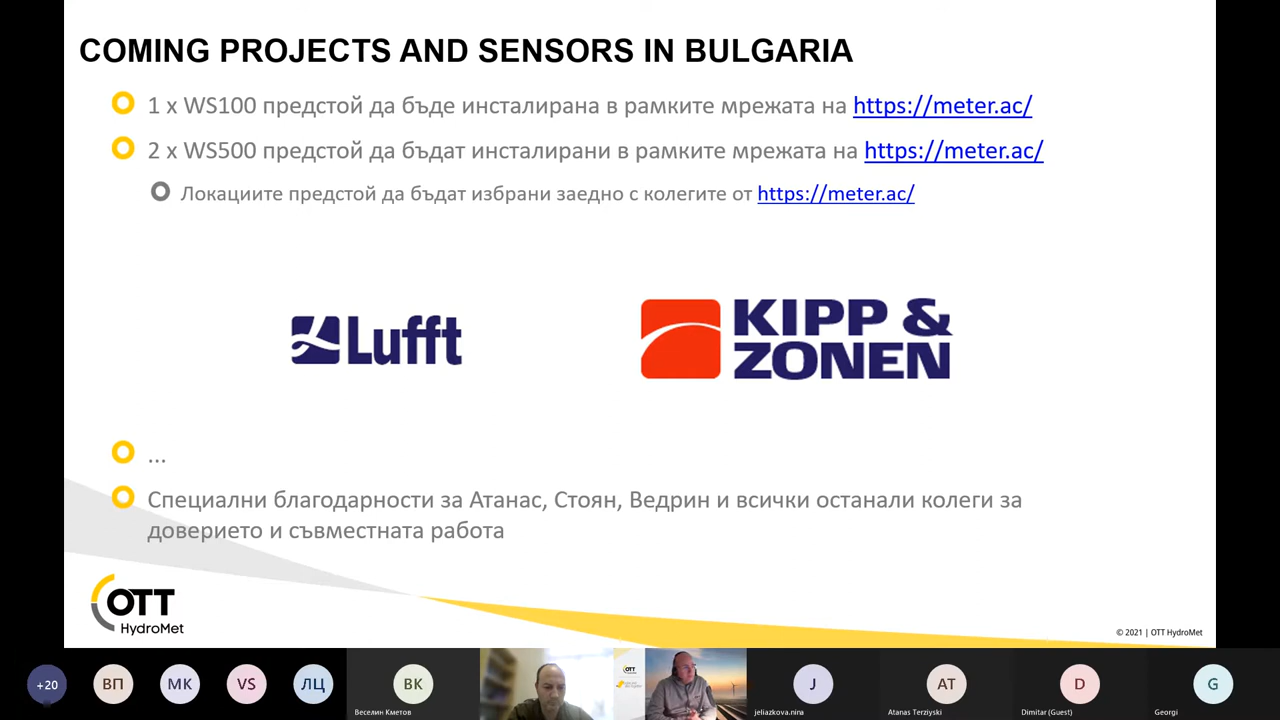 COMING PROJECTS AND SENSORS IN BULGARIA
1 x WS100 предстой да бъде инсталирана в рамките мрежата на https://meter.ac/
2 x WS500 предстой да бъдат инсталирани в рамките мрежата на https://meter.ac/
Локациите предстой да бъдат избрани заедно с колегите от https://meter.ac/
Lufft
KIPP &
ZONEN
...
Специални благодарности за Атанас, Стоян, Ведрин и всички останали колеги за
доверието и съвместната работа
OTT
HydroMet
© 2021 | OTT HydroMet
+20
ВП
МК
VS
ЛЦ
ВК
Веселин Кметов
OTT
J
jeliazkova.nina
AT
Atanas Terziyski
D
Dimitar (Guest)
G
Georgi